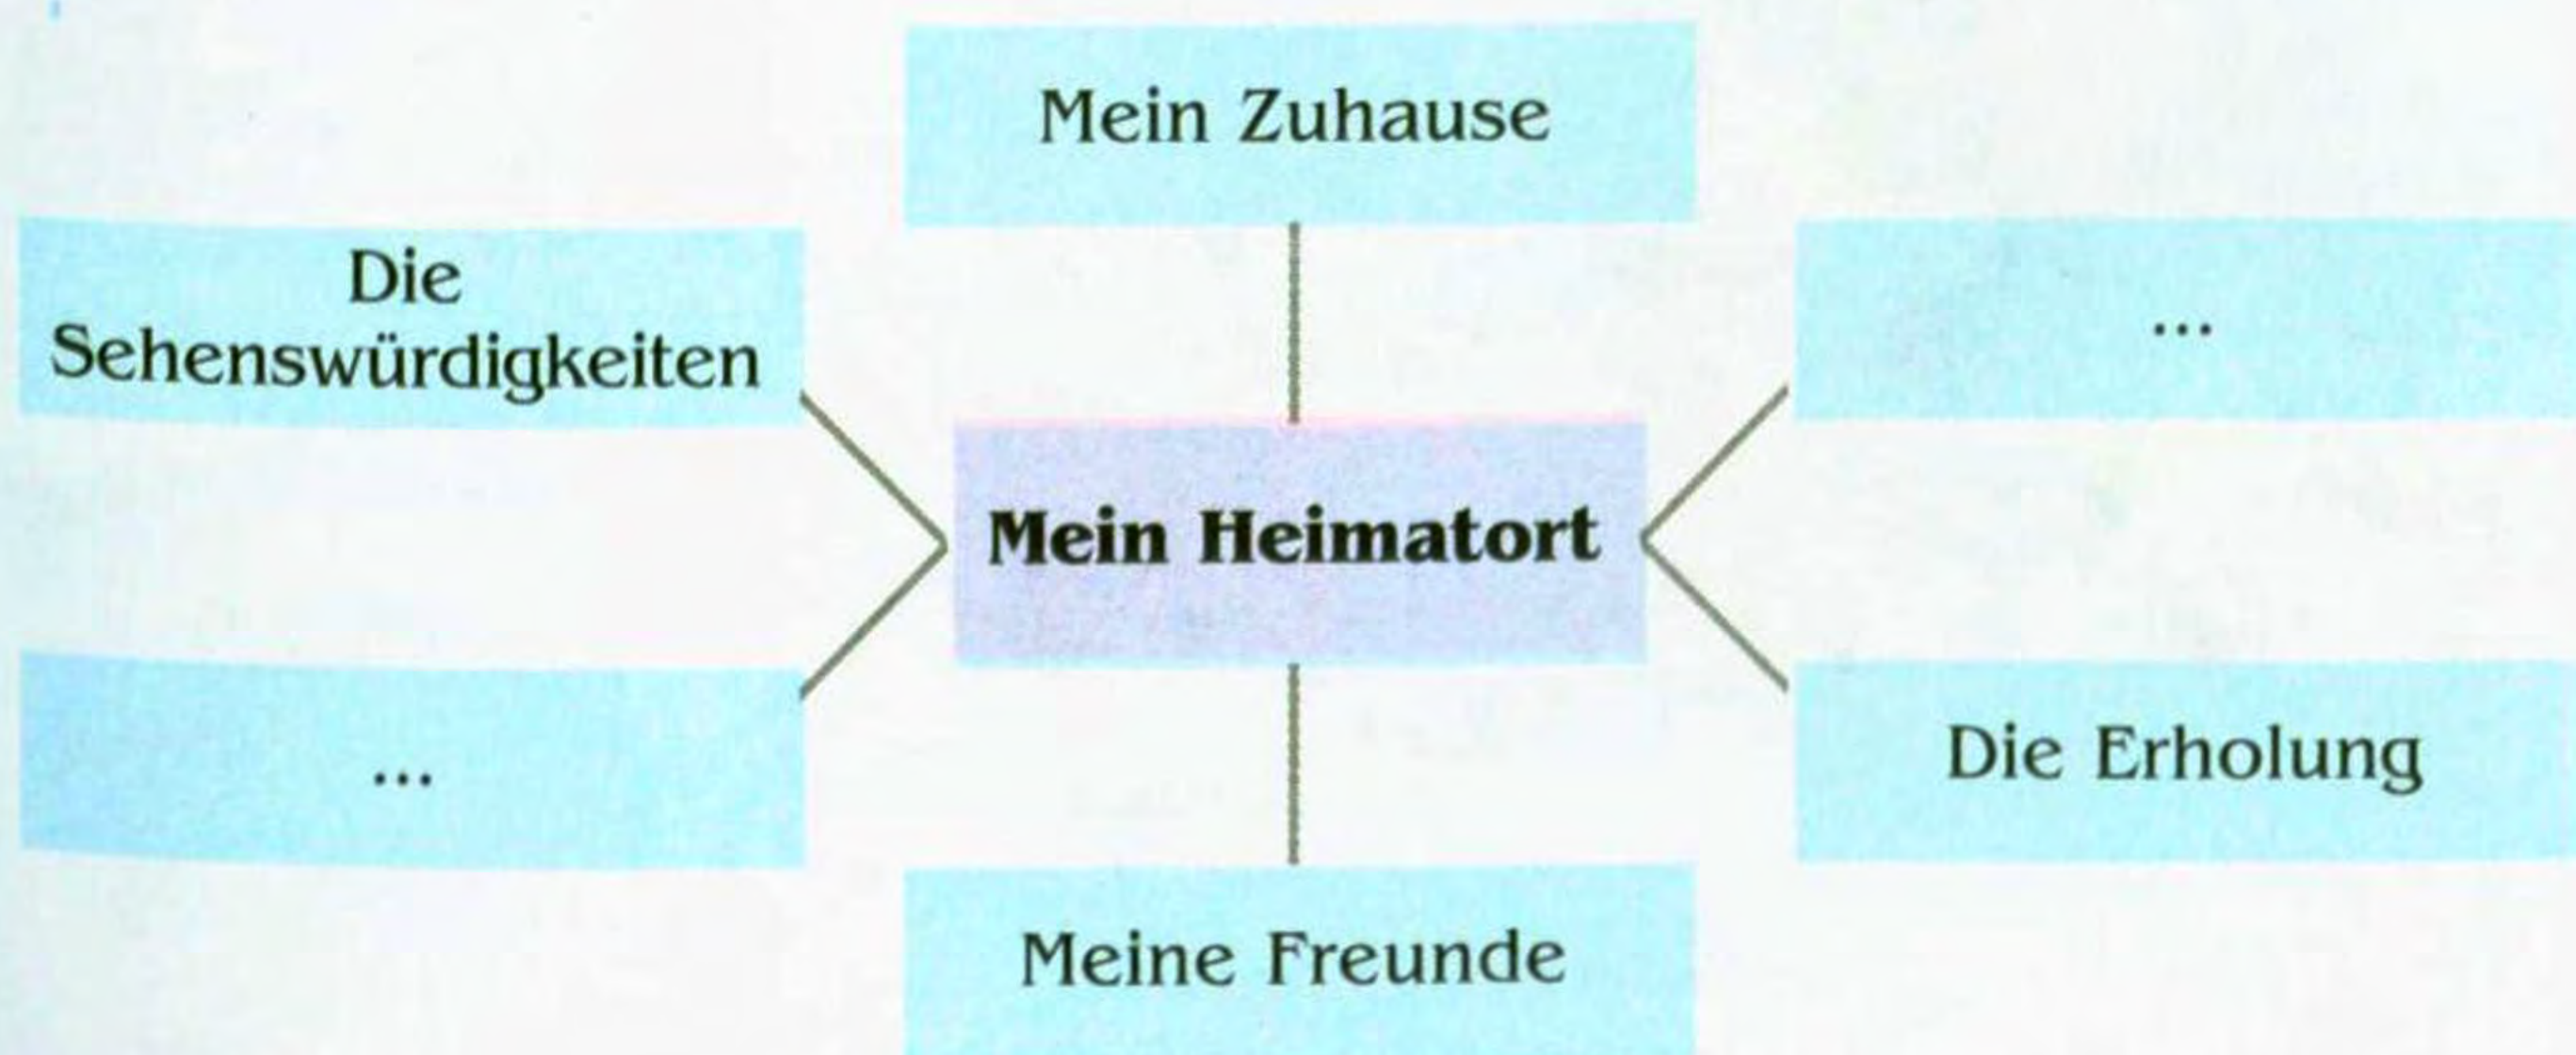 Mein Zuhause
Die
Sehenswürdigkeiten
...
Mein Heimatort
...
Die Erholung
Meine Freunde